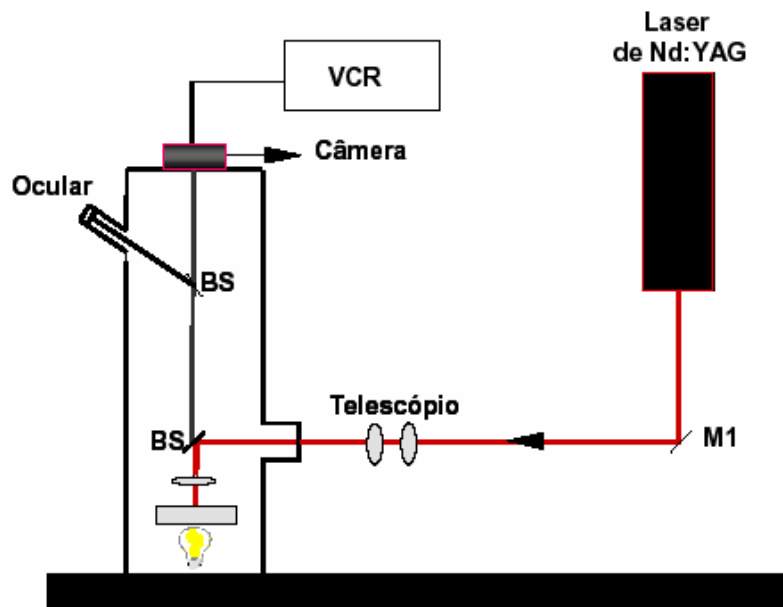 Laser
de Nd:YAG
VCR
Câmera
Ocular
BS
Telescópio
BS
M1